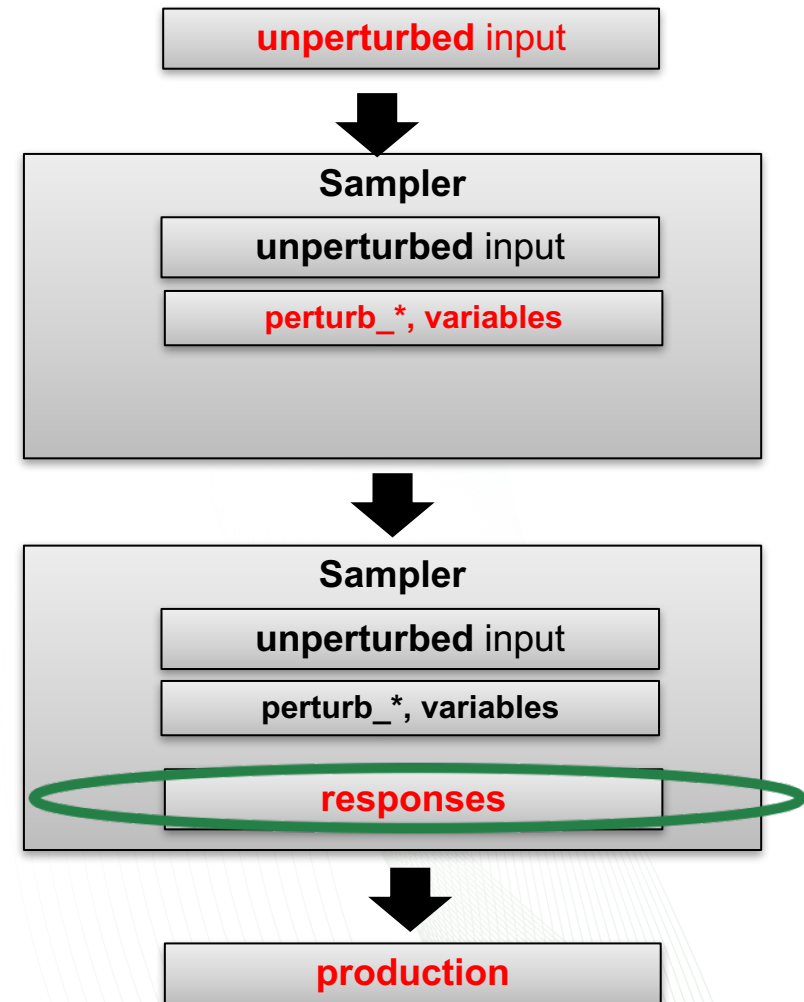 unperturbed input
Sampler
unperturbed input
perturb_*, variables
Sampler
unperturbed input
perturb_*, variables
responses
production